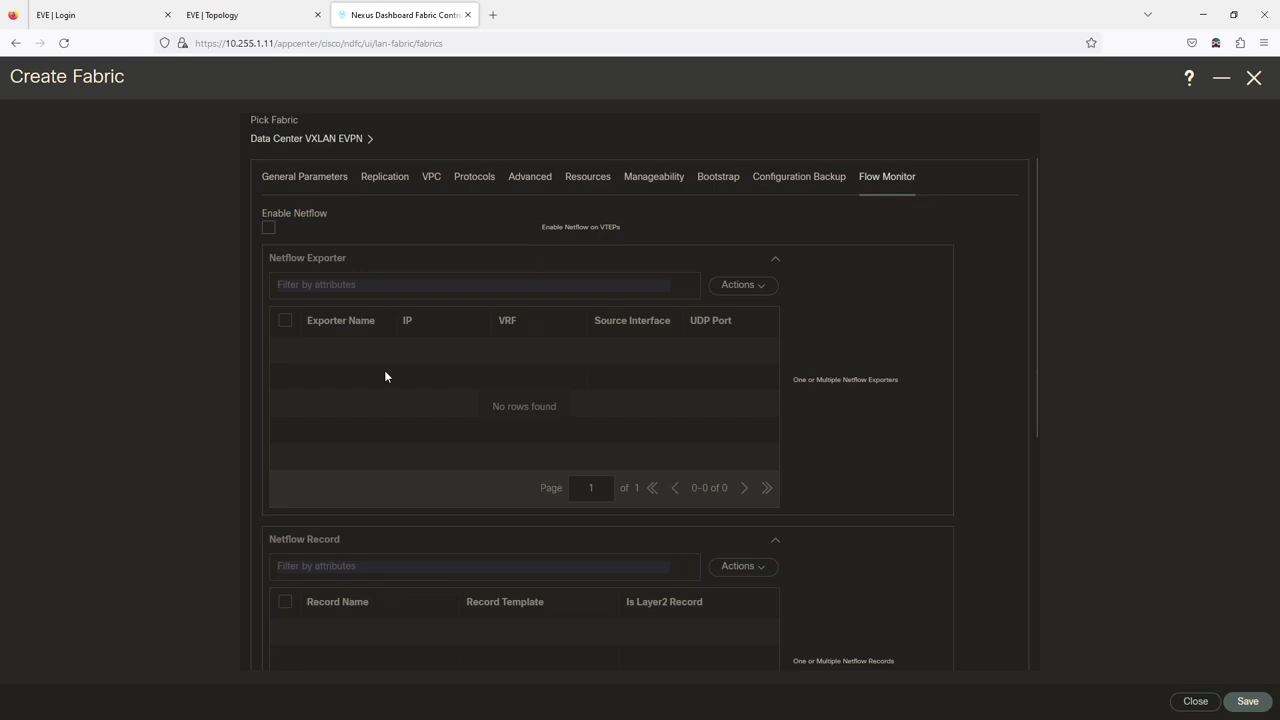 EVE | Login
EVE | Topology
Nexus Dashboard Fabric Contr
https://10.255.1.11/appcenter/cisco/ndfc/ui/lan-fabric/fabrics
Create Fabric
?
Pick Fabric
Data Center VXLAN EVPN
General Parameters Replication VPC Protocols Advanced Resources Manageability Bootstrap Configuration Backup Flow Monitor
Enable Netflow
Enable Netflow on VTEPs
Netflow Exporter
Filter by attributes
Actions
Exporter Name IP VRF Source Interface UDP Port
One or Multiple Netflow Exporters
No rows found
Page 1 of 1 0-0 of 0
Netflow Record
Filter by attributes
Actions
Record Name Record Template Is Layer2 Record
One or Multiple Netflow Records
Close Save